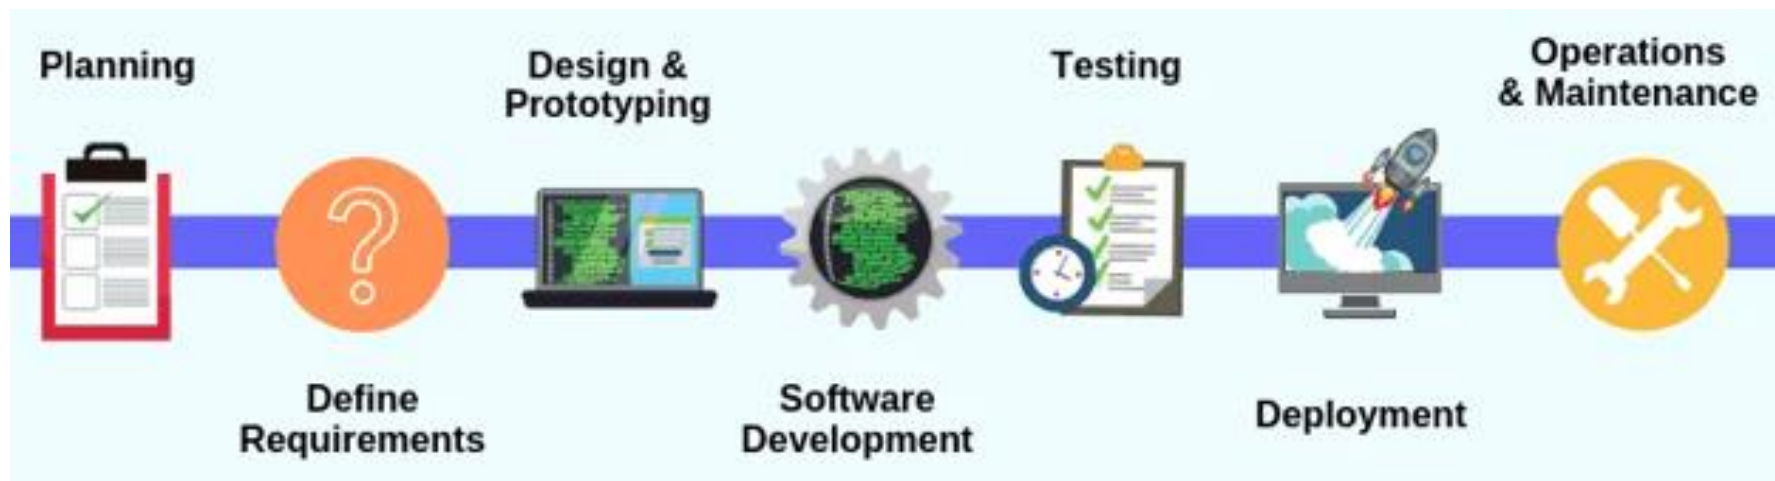 Planning
Define
Requirements
Design &
Prototyping
Software
Development
Testing
Deployment
Operations
& Maintenance